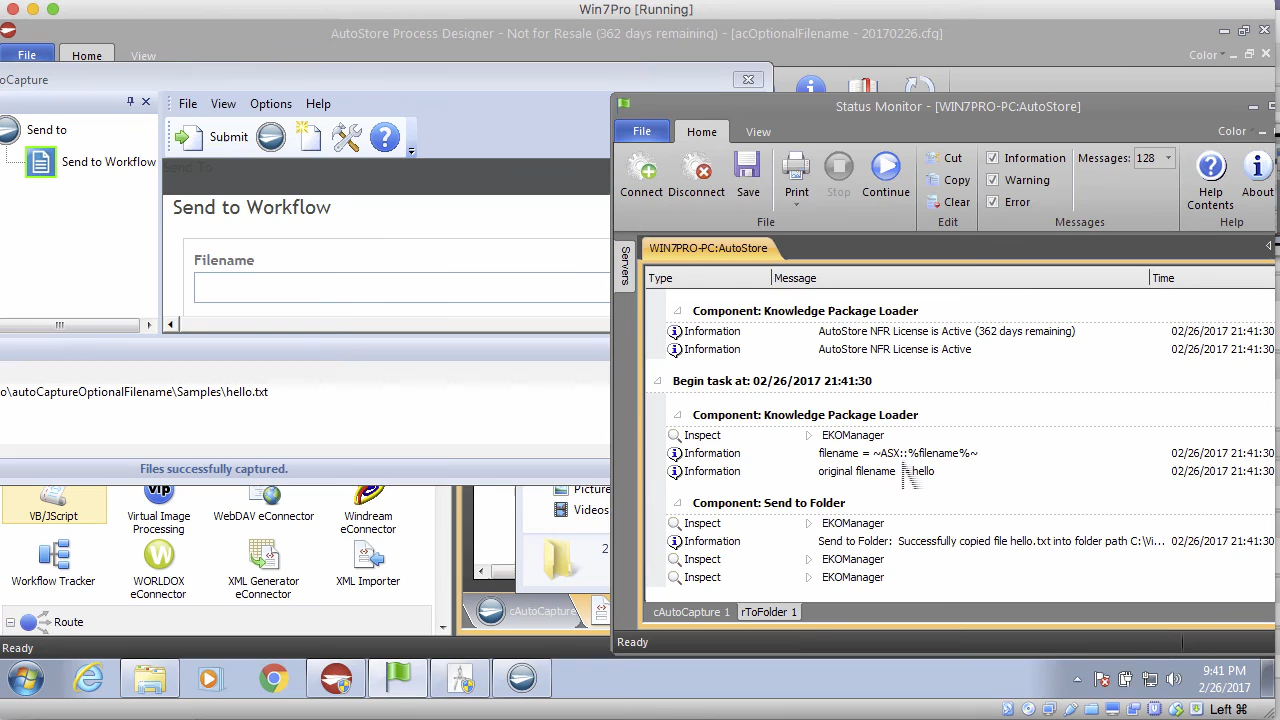 Win7Pro [Running]
AutoStore Process Designer - Not for Resale (362 days remaining) - [acOptionalFilename - 20170226.cfg]
File
Home
View
Color
oCapture
File
View
Options
Help
Send to
Send to Workflow
Submit
Send To
Send to Workflow
Filename
o\autoCaptureOptionalFilename\Samples\hello.txt
Files successfully captured.
VB/JScript
Virtual Image Processing
WebDAV eConnector
Windream eConnector
Workflow Tracker
WORLDOX eConnector
XML Generator eConnector
XML Importer
Route
Ready
Picture
Videos
2
cAutoCapture
Status Monitor - [WIN7PRO-PC:AutoStore]
File
Home
View
Color
Connect
Disconnect
Save
Print
Stop
Continue
File
Cut
Copy
Clear
Edit
Information
Warning
Error
Messages: 128
Messages
Help Contents
About
Help
Servers
WIN7PRO-PC:AutoStore
Type Message Time
Component: Knowledge Package Loader
Information AutoStore NFR License is Active (362 days remaining) 02/26/2017 21:41:30
Information AutoStore NFR License is Active 02/26/2017 21:41:30
Begin task at: 02/26/2017 21:41:30
Component: Knowledge Package Loader
Inspect EKOManager
Information filename = ~ASX::%filename%~ 02/26/2017 21:41:30
Information original filename hello 02/26/2017 21:41:30
Component: Send to Folder
Inspect EKOManager
Information Send to Folder: Successfully copied file hello.txt into folder path C:\Vi... 02/26/2017 21:41:30
Inspect EKOManager
Inspect EKOManager
cAutoCapture 1
rToFolder 1
Ready
9:41 PM
2/26/2017
Left ⌘